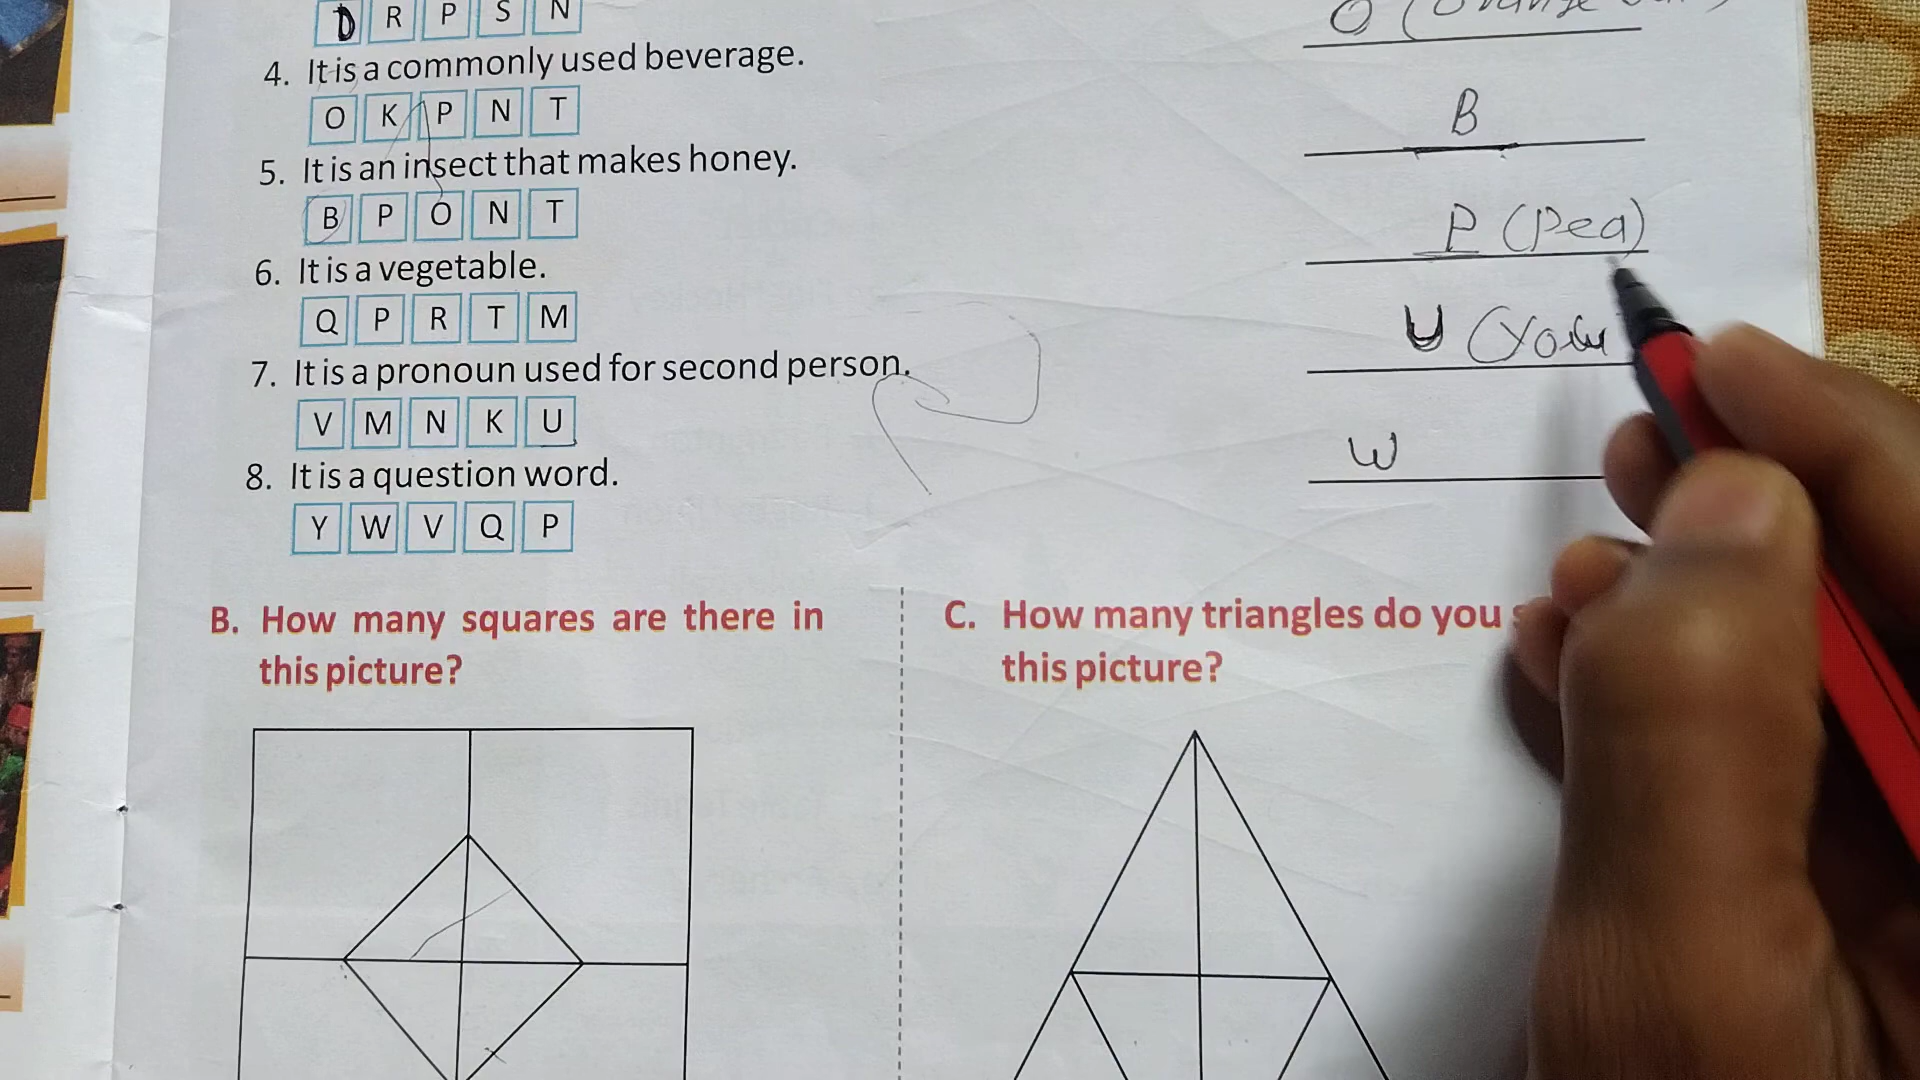 D R P S N
O
4. It is a commonly used beverage.
O K P N T
B
5. It is an insect that makes honey.
B P O N T
P (Pea)
6. It is a vegetable.
Q P R T M
U (You
7. It is a pronoun used for second person.
V M N K U
W
8. It is a question word.
Y W V Q P
B. How many squares are there in
this picture?
C. How many triangles do you
this picture?